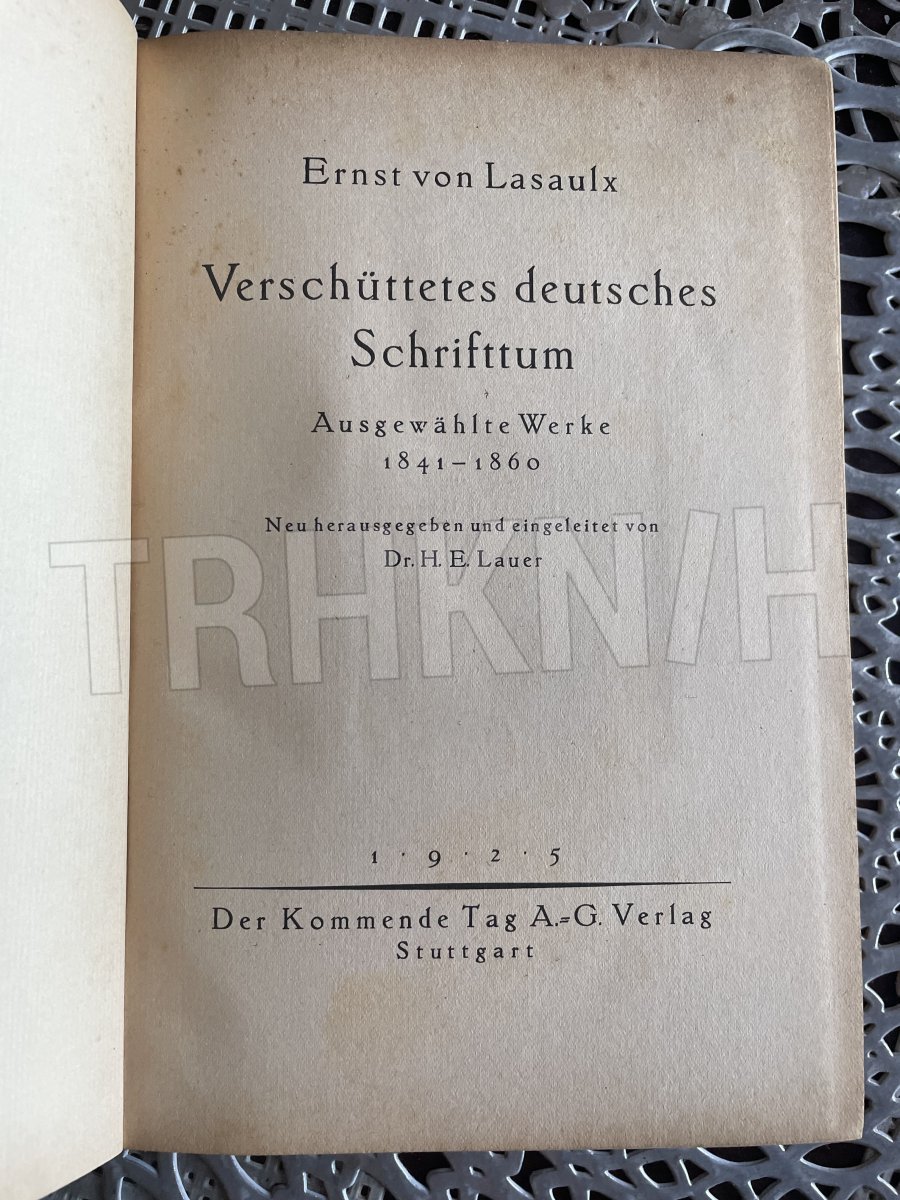 Ernst von Lasaulx
Verschüttetes deutsches
Schrifttum
Ausgewählte Werke
1841–1860
Neu herausgegeben und eingeleitet von
Dr. H. E. Lauer
TRHKN/H
1 · 9 · 2 · 5
Der Kommende Tag A.=G. Verlag
Stuttgart